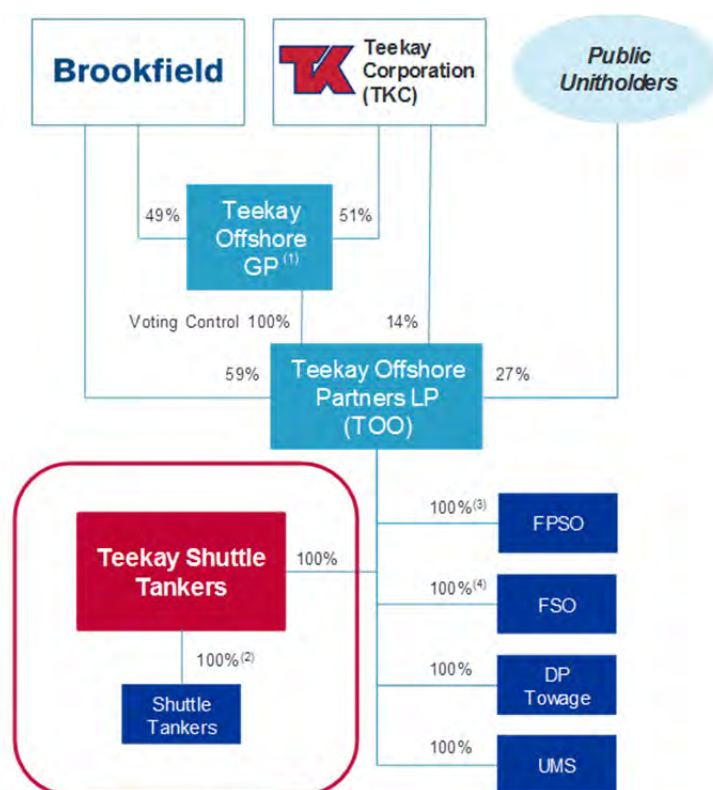 Brookfield
TK
Teekay
Corporation
(TKC)
Public
Unitholders
49%
Teekay
Offshore
GP (1)
51%
Voting Control 100%
14%
59%
Teekay Offshore
Partners LP
(TOO)
27%
100%(3)
FPSO
Teekay Shuttle
Tankers
100%
100%(4)
FSO
100%(2)
Shuttle
Tankers
100%
DP
Towage
100%
UMS